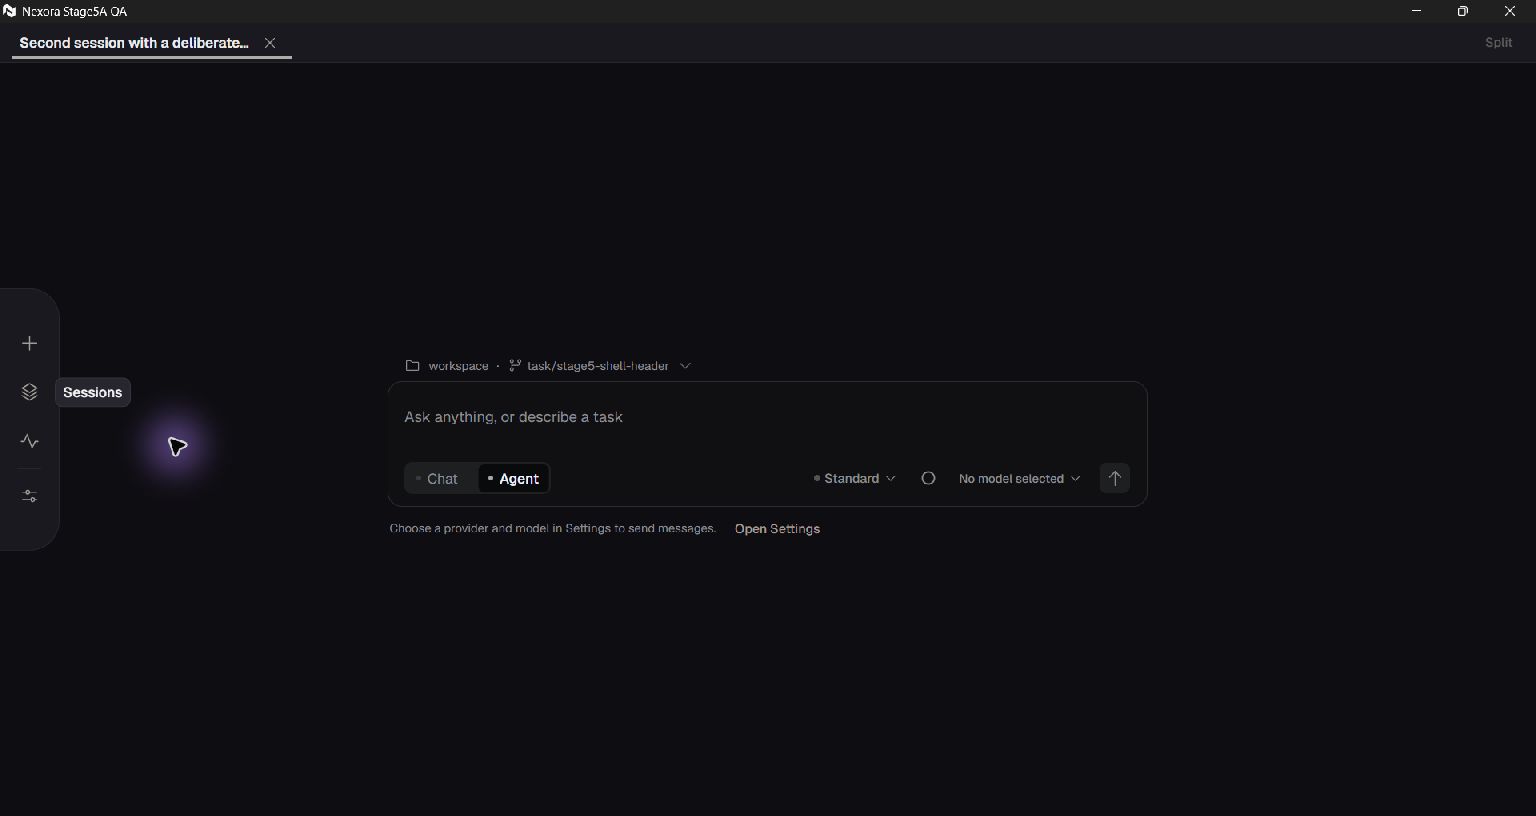 Nexora Stage5A QA
Second session with a deliberate...
Split
workspace · task/stage5-shell-header
Sessions
Ask anything, or describe a task
Chat Agent Standard No model selected
Choose a provider and model in Settings to send messages. Open Settings